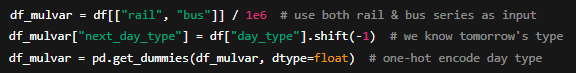 df_mulvar = df[["rail", "bus"]] / 1e6  # use both rail & bus series as input
df_mulvar["next_day_type"] = df["day_type"].shift(-1)  # we know tomorrow's type
df_mulvar = pd.get_dummies(df_mulvar, dtype=float)  # one-hot encode day type